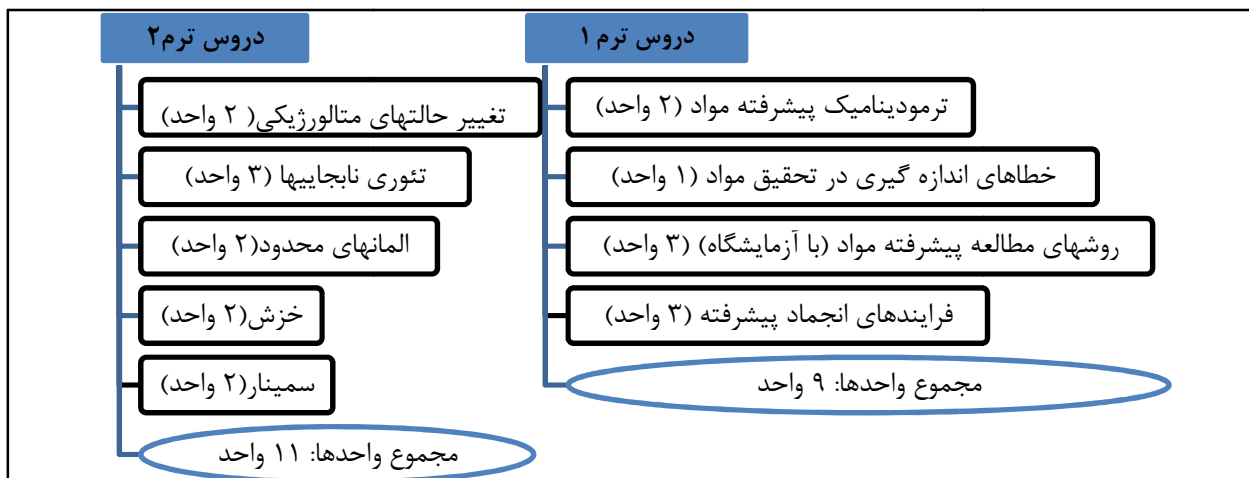 دروس ترم ۱
ترمودینامیک پیشرفته مواد (۲ واحد)
خطاهای اندازه گیری در تحقیق مواد (۱ واحد)
روشهای مطالعه پیشرفته مواد (با آزمایشگاه) (۳ واحد)
فرایندهای انجماد پیشرفته (۳ واحد)
مجموع واحدها: ۹ واحد
دروس ترم۲
تغییر حالتهای متالورژیکی( ۲ واحد)
تئوری نابجاییها (۳ واحد)
المانهای محدود(۲ واحد)
خزش(۲ واحد)
سمینار(۲ واحد)
مجموع واحدها: ۱۱ واحد